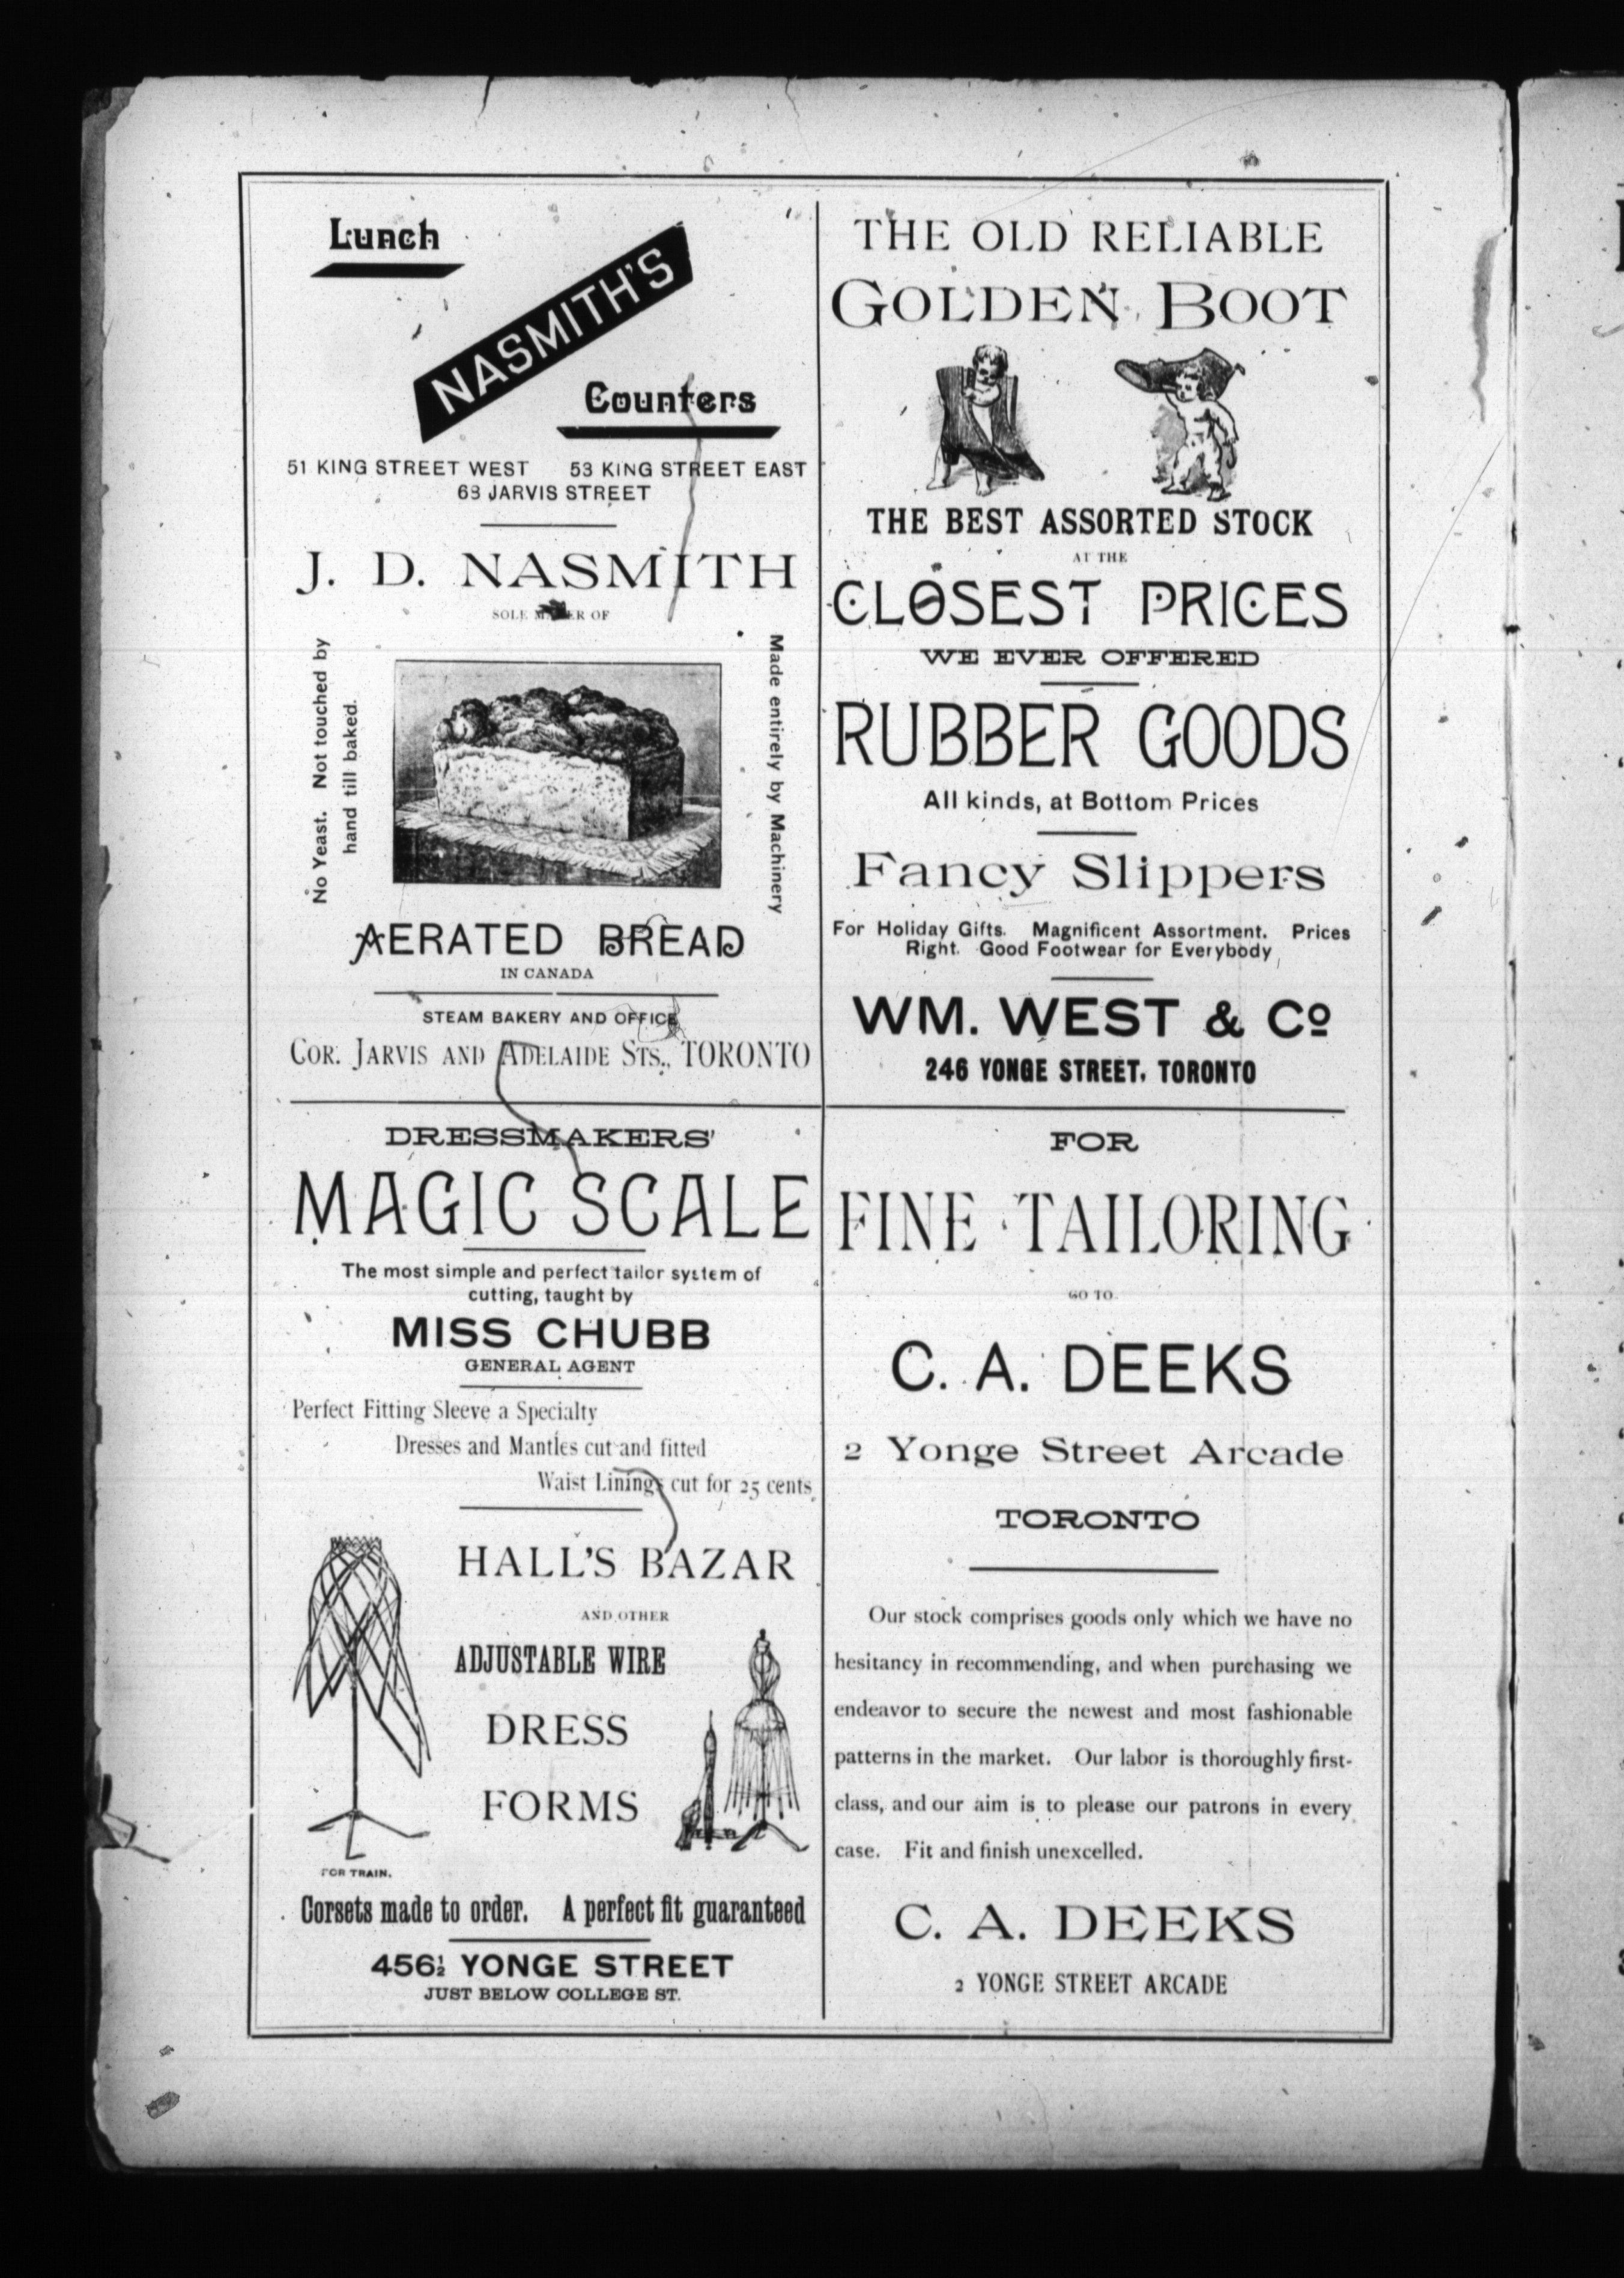 Lunch
NASMITH'S
Counters
51 KING STREET WEST 53 KING STREET EAST
63 JARVIS STREET
J. D. NASMITH
SOLE MAKER OF
No Yeast. Not touched by
hand till baked.
Made entirely by Machinery
AERATED BREAD
IN CANADA
STEAM BAKERY AND OFFICE
COR. JARVIS AND ADELAIDE STS., TORONTO
DRESSMAKERS'
MAGIC SCALE
The most simple and perfect tailor system of
cutting, taught by
MISS CHUBB
GENERAL AGENT
Perfect Fitting Sleeve a Specialty
Dresses and Mantles cut and fitted
Waist Linings cut for 25 cents
HALL'S BAZAR
AND OTHER
ADJUSTABLE WIRE
DRESS
FORMS
FOR TRAIN.
Corsets made to order. A perfect fit guaranteed
456½ YONGE STREET
JUST BELOW COLLEGE ST.
THE OLD RELIABLE
GOLDEN BOOT
THE BEST ASSORTED STOCK
AT THE
CLOSEST PRICES
WE EVER OFFERED
RUBBER GOODS
All kinds, at Bottom Prices
Fancy Slippers
For Holiday Gifts. Magnificent Assortment. Prices
Right. Good Footwear for Everybody
WM. WEST & Co
246 YONGE STREET, TORONTO
FOR
FINE TAILORING
GO TO
C. A. DEEKS
2 Yonge Street Arcade
TORONTO
Our stock comprises goods only which we have no
hesitancy in recommending, and when purchasing we
endeavor to secure the newest and most fashionable
patterns in the market. Our labor is thoroughly first-
class, and our aim is to please our patrons in every
case. Fit and finish unexcelled.
C. A. DEEKS
2 YONGE STREET ARCADE